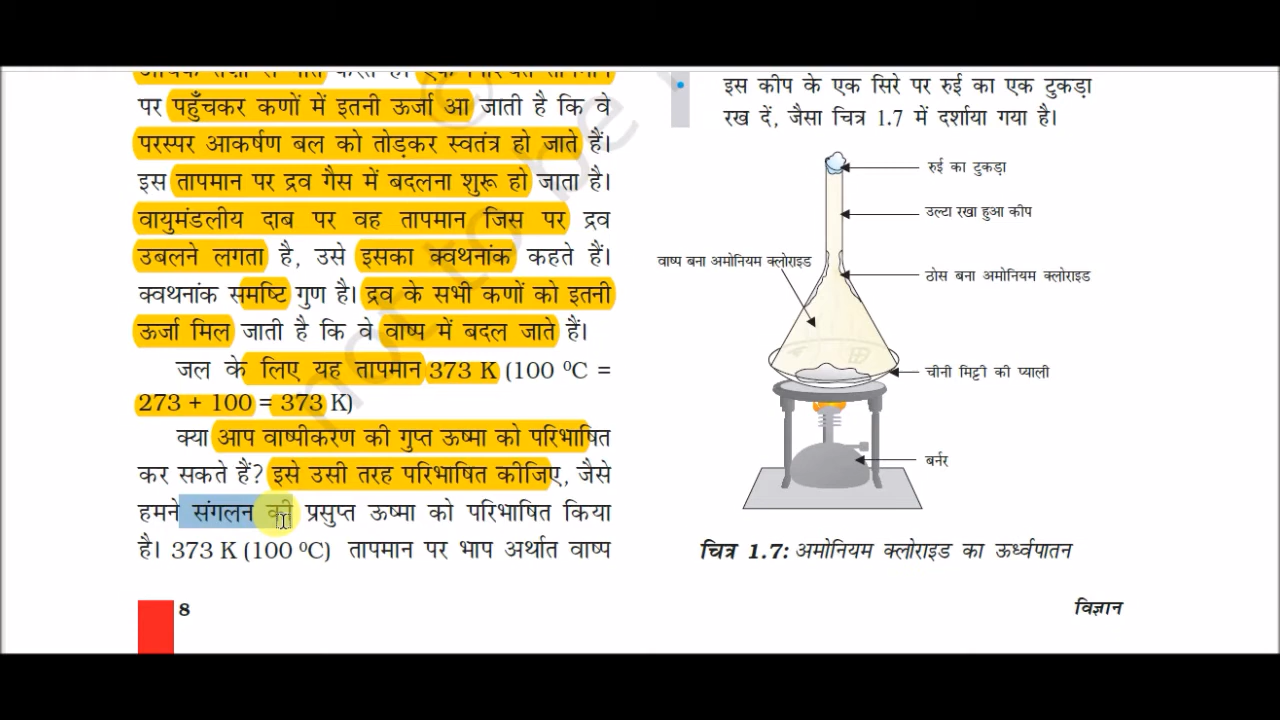 पर पहुँचकर कणों में इतनी ऊर्जा आ जाती है कि वे
परस्पर आकर्षण बल को तोड़कर स्वतंत्र हो जाते हैं।
इस तापमान पर द्रव गैस में बदलना शुरू हो जाता है।
वायुमंडलीय दाब पर वह तापमान जिस पर द्रव
उबलने लगता है, उसे इसका क्वथनांक कहते हैं।
क्वथनांक समष्टि गुण है। द्रव के सभी कणों को इतनी
ऊर्जा मिल जाती है कि वे वाष्प में बदल जाते हैं।
जल के लिए यह तापमान 373 K (100 ⁰C =
273 + 100 = 373 K)
क्या आप वाष्पीकरण की गुप्त ऊष्मा को परिभाषित
कर सकते हैं? इसे उसी तरह परिभाषित कीजिए, जैसे
हमने संगलन की प्रसुप्त ऊष्मा को परिभाषित किया
है। 373 K (100 ⁰C) तापमान पर भाप अर्थात वाष्प
8
इस कीप के एक सिरे पर रुई का एक टुकड़ा
रख दें, जैसा चित्र 1.7 में दर्शाया गया है।
रुई का टुकड़ा
उल्टा रखा हुआ कीप
वाष्प बना अमोनियम क्लोराइड
ठोस बना अमोनियम क्लोराइड
चीनी मिट्टी की प्याली
बर्नर
चित्र 1.7: अमोनियम क्लोराइड का ऊर्ध्वपातन
विज्ञान
© not to be